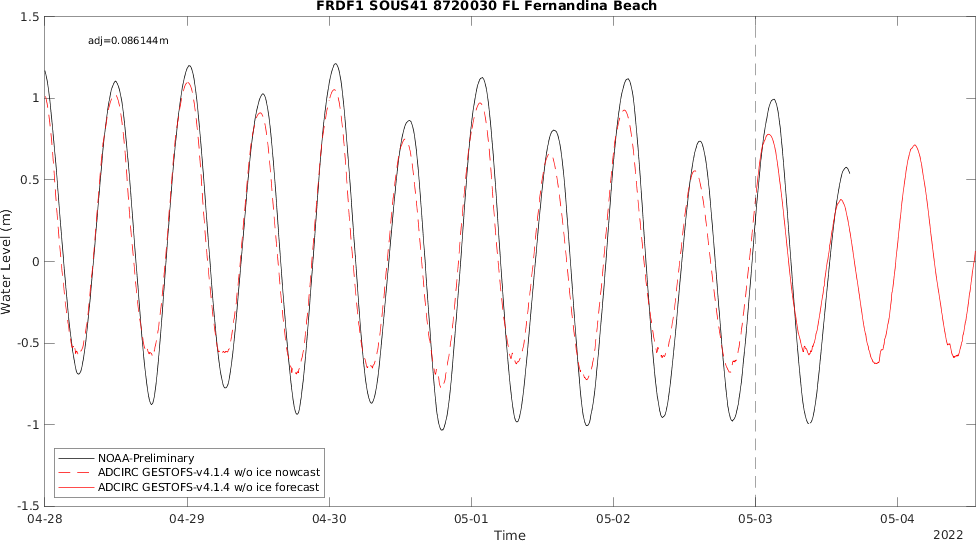 FRDF1 SOUS41 8720030 FL Fernandina Beach
adj=0.086144m
1.5
1
0.5
0
-0.5
-1
-1.5
Water Level (m)
NOAA-Preliminary
ADCIRC GESTOFS-v4.1.4 w/o ice nowcast
ADCIRC GESTOFS-v4.1.4 w/o ice forecast
04-28 04-29 04-30 05-01 05-02 05-03 05-04
Time
2022